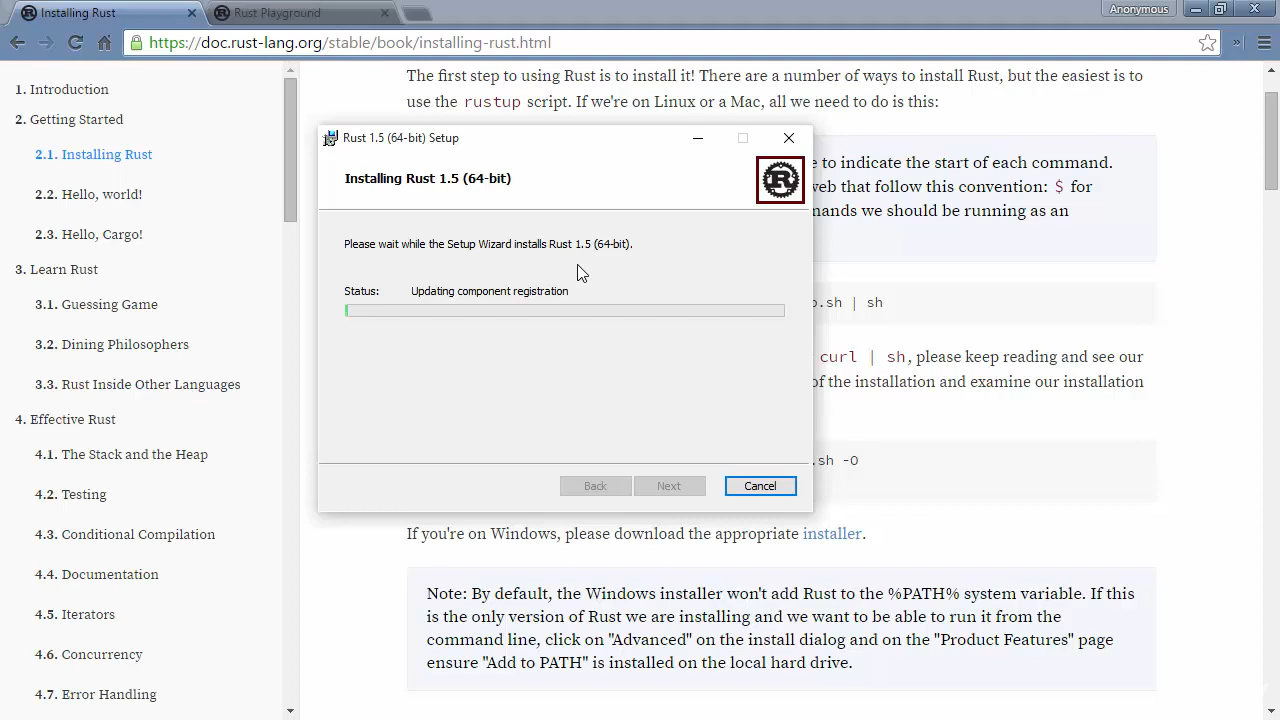 Installing Rust
Rust Playground
Anonymous
https://doc.rust-lang.org/stable/book/installing-rust.html
1. Introduction
2. Getting Started
2.1. Installing Rust
2.2. Hello, world!
2.3. Hello, Cargo!
3. Learn Rust
3.1. Guessing Game
3.2. Dining Philosophers
3.3. Rust Inside Other Languages
4. Effective Rust
4.1. The Stack and the Heap
4.2. Testing
4.3. Conditional Compilation
4.4. Documentation
4.5. Iterators
4.6. Concurrency
4.7. Error Handling
The first step to using Rust is to install it! There are a number of ways to install Rust, but the easiest is to
use the rustup script. If we're on Linux or a Mac, all we need to do is this:
Rust 1.5 (64-bit) Setup
Installing Rust 1.5 (64-bit)
R
Please wait while the Setup Wizard installs Rust 1.5 (64-bit).
Status: Updating component registration
Back Next Cancel
e to indicate the start of each command.
web that follow this convention: $ for
mands we should be running as an
.sh | sh
curl | sh, please keep reading and see our
of the installation and examine our installation
.sh -O
If you're on Windows, please download the appropriate installer.
Note: By default, the Windows installer won't add Rust to the %PATH% system variable. If this
is the only version of Rust we are installing and we want to be able to run it from the
command line, click on "Advanced" on the install dialog and on the "Product Features" page
ensure "Add to PATH" is installed on the local hard drive.